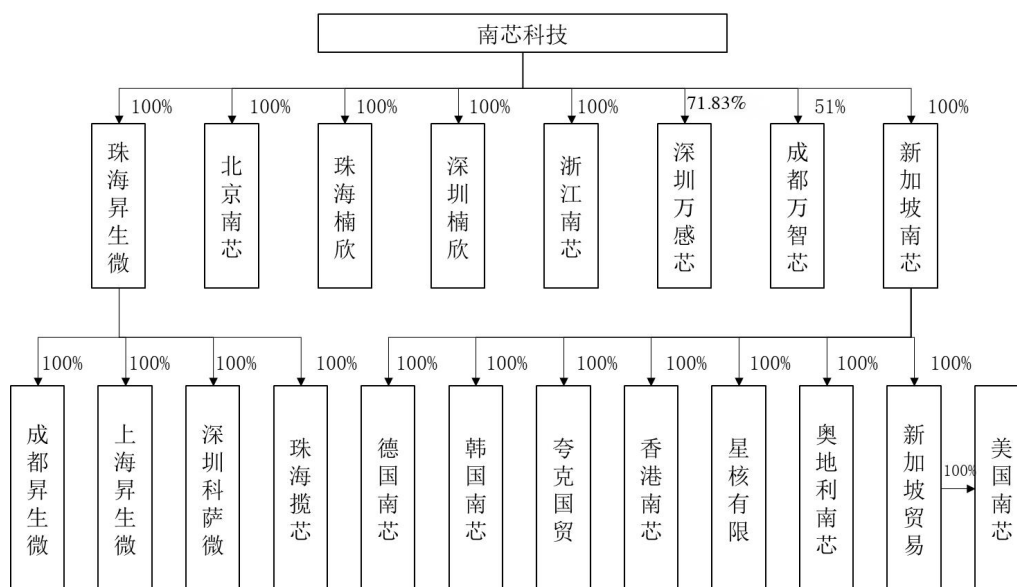 南芯科技
100%
100%
100%
100%
100%
71.83%
51%
100%
珠海昇生微
北京南芯
珠海楠欣
深圳楠欣
浙江南芯
深圳万感芯
成都万智芯
新加坡南芯
100%
100%
100%
100%
100%
100%
100%
100%
100%
100%
100%
成都昇生微
上海昇生微
深圳科萨微
珠海揽芯
德国南芯
韩国南芯
夸克国贸
香港南芯
星核有限
奥地利南芯
新加坡贸易
100%
美国南芯